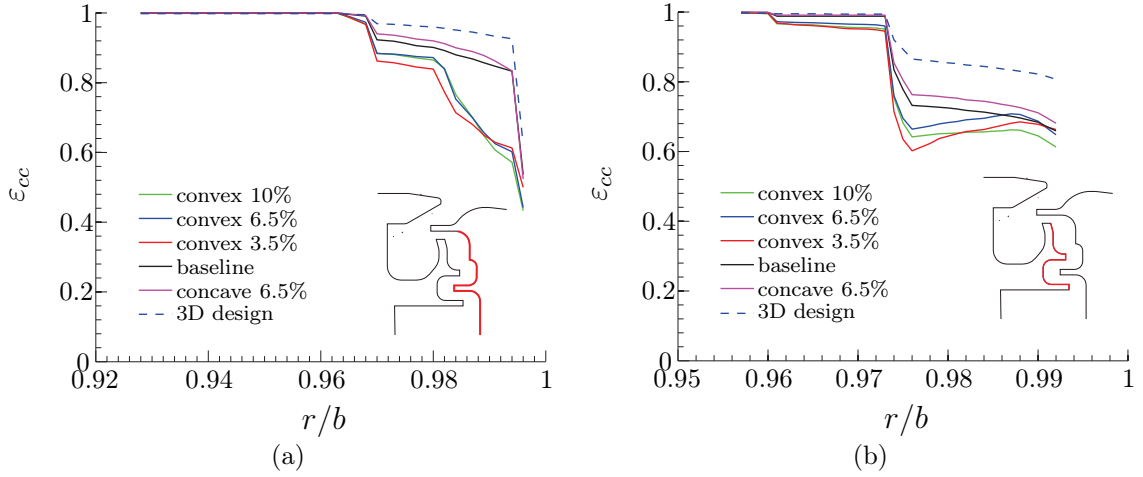 1
0.8
0.6
0.4
0.2
0
ε_cc
convex 10%
convex 6.5%
convex 3.5%
baseline
concave 6.5%
3D design
0.92 0.94 0.96 0.98 1
r/b
(a)
1
0.8
0.6
0.4
0.2
0
ε_cc
convex 10%
convex 6.5%
convex 3.5%
baseline
concave 6.5%
3D design
0.95 0.96 0.97 0.98 0.99 1
r/b
(b)